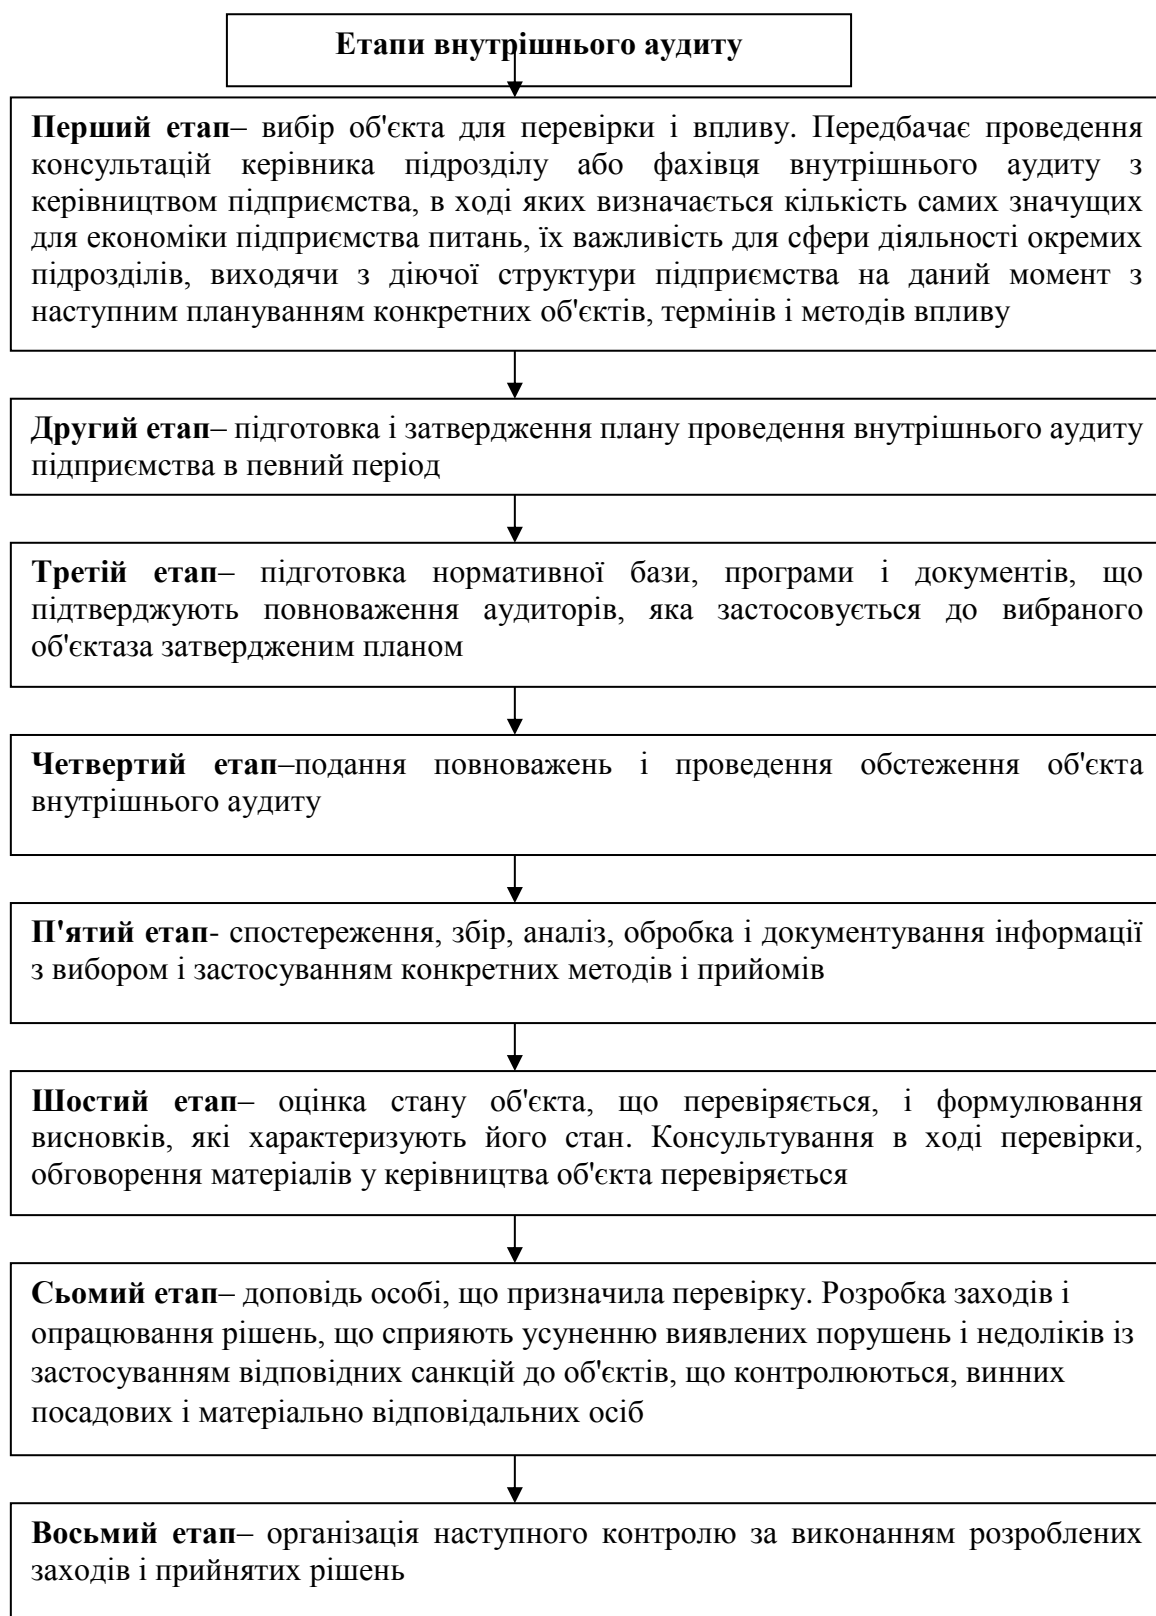 Етапи внутрішнього аудиту
Перший етап– вибір об'єкта для перевірки і впливу. Передбачає проведення
консультацій керівника підрозділу або фахівця внутрішнього аудиту з
керівництвом підприємства, в ході яких визначається кількість самих значущих
для економіки підприємства питань, їх важливість для сфери діяльності окремих
підрозділів, виходячи з діючої структури підприємства на даний момент з
наступним плануванням конкретних об'єктів, термінів і методів впливу
Другий етап– підготовка і затвердження плану проведення внутрішнього аудиту
підприємства в певний період
Третій етап– підготовка нормативної бази, програми і документів, що
підтверджують повноваження аудиторів, яка застосовується до вибраного
об'єктаза затвердженим планом
Четвертий етап–подання повноважень і проведення обстеження об'єкта
внутрішнього аудиту
П'ятий етап- спостереження, збір, аналіз, обробка і документування інформації
з вибором і застосуванням конкретних методів і прийомів
Шостий етап– оцінка стану об'єкта, що перевіряється, і формулювання
висновків, які характеризують його стан. Консультування в ході перевірки,
обговорення матеріалів у керівництва об'єкта перевіряється
Сьомий етап– доповідь особі, що призначила перевірку. Розробка заходів і
опрацювання рішень, що сприяють усуненню виявлених порушень і недоліків із
застосуванням відповідних санкцій до об'єктів, що контролюються, винних
посадових і матеріально відповідальних осіб
Восьмий етап– організація наступного контролю за виконанням розроблених
заходів і прийнятих рішень